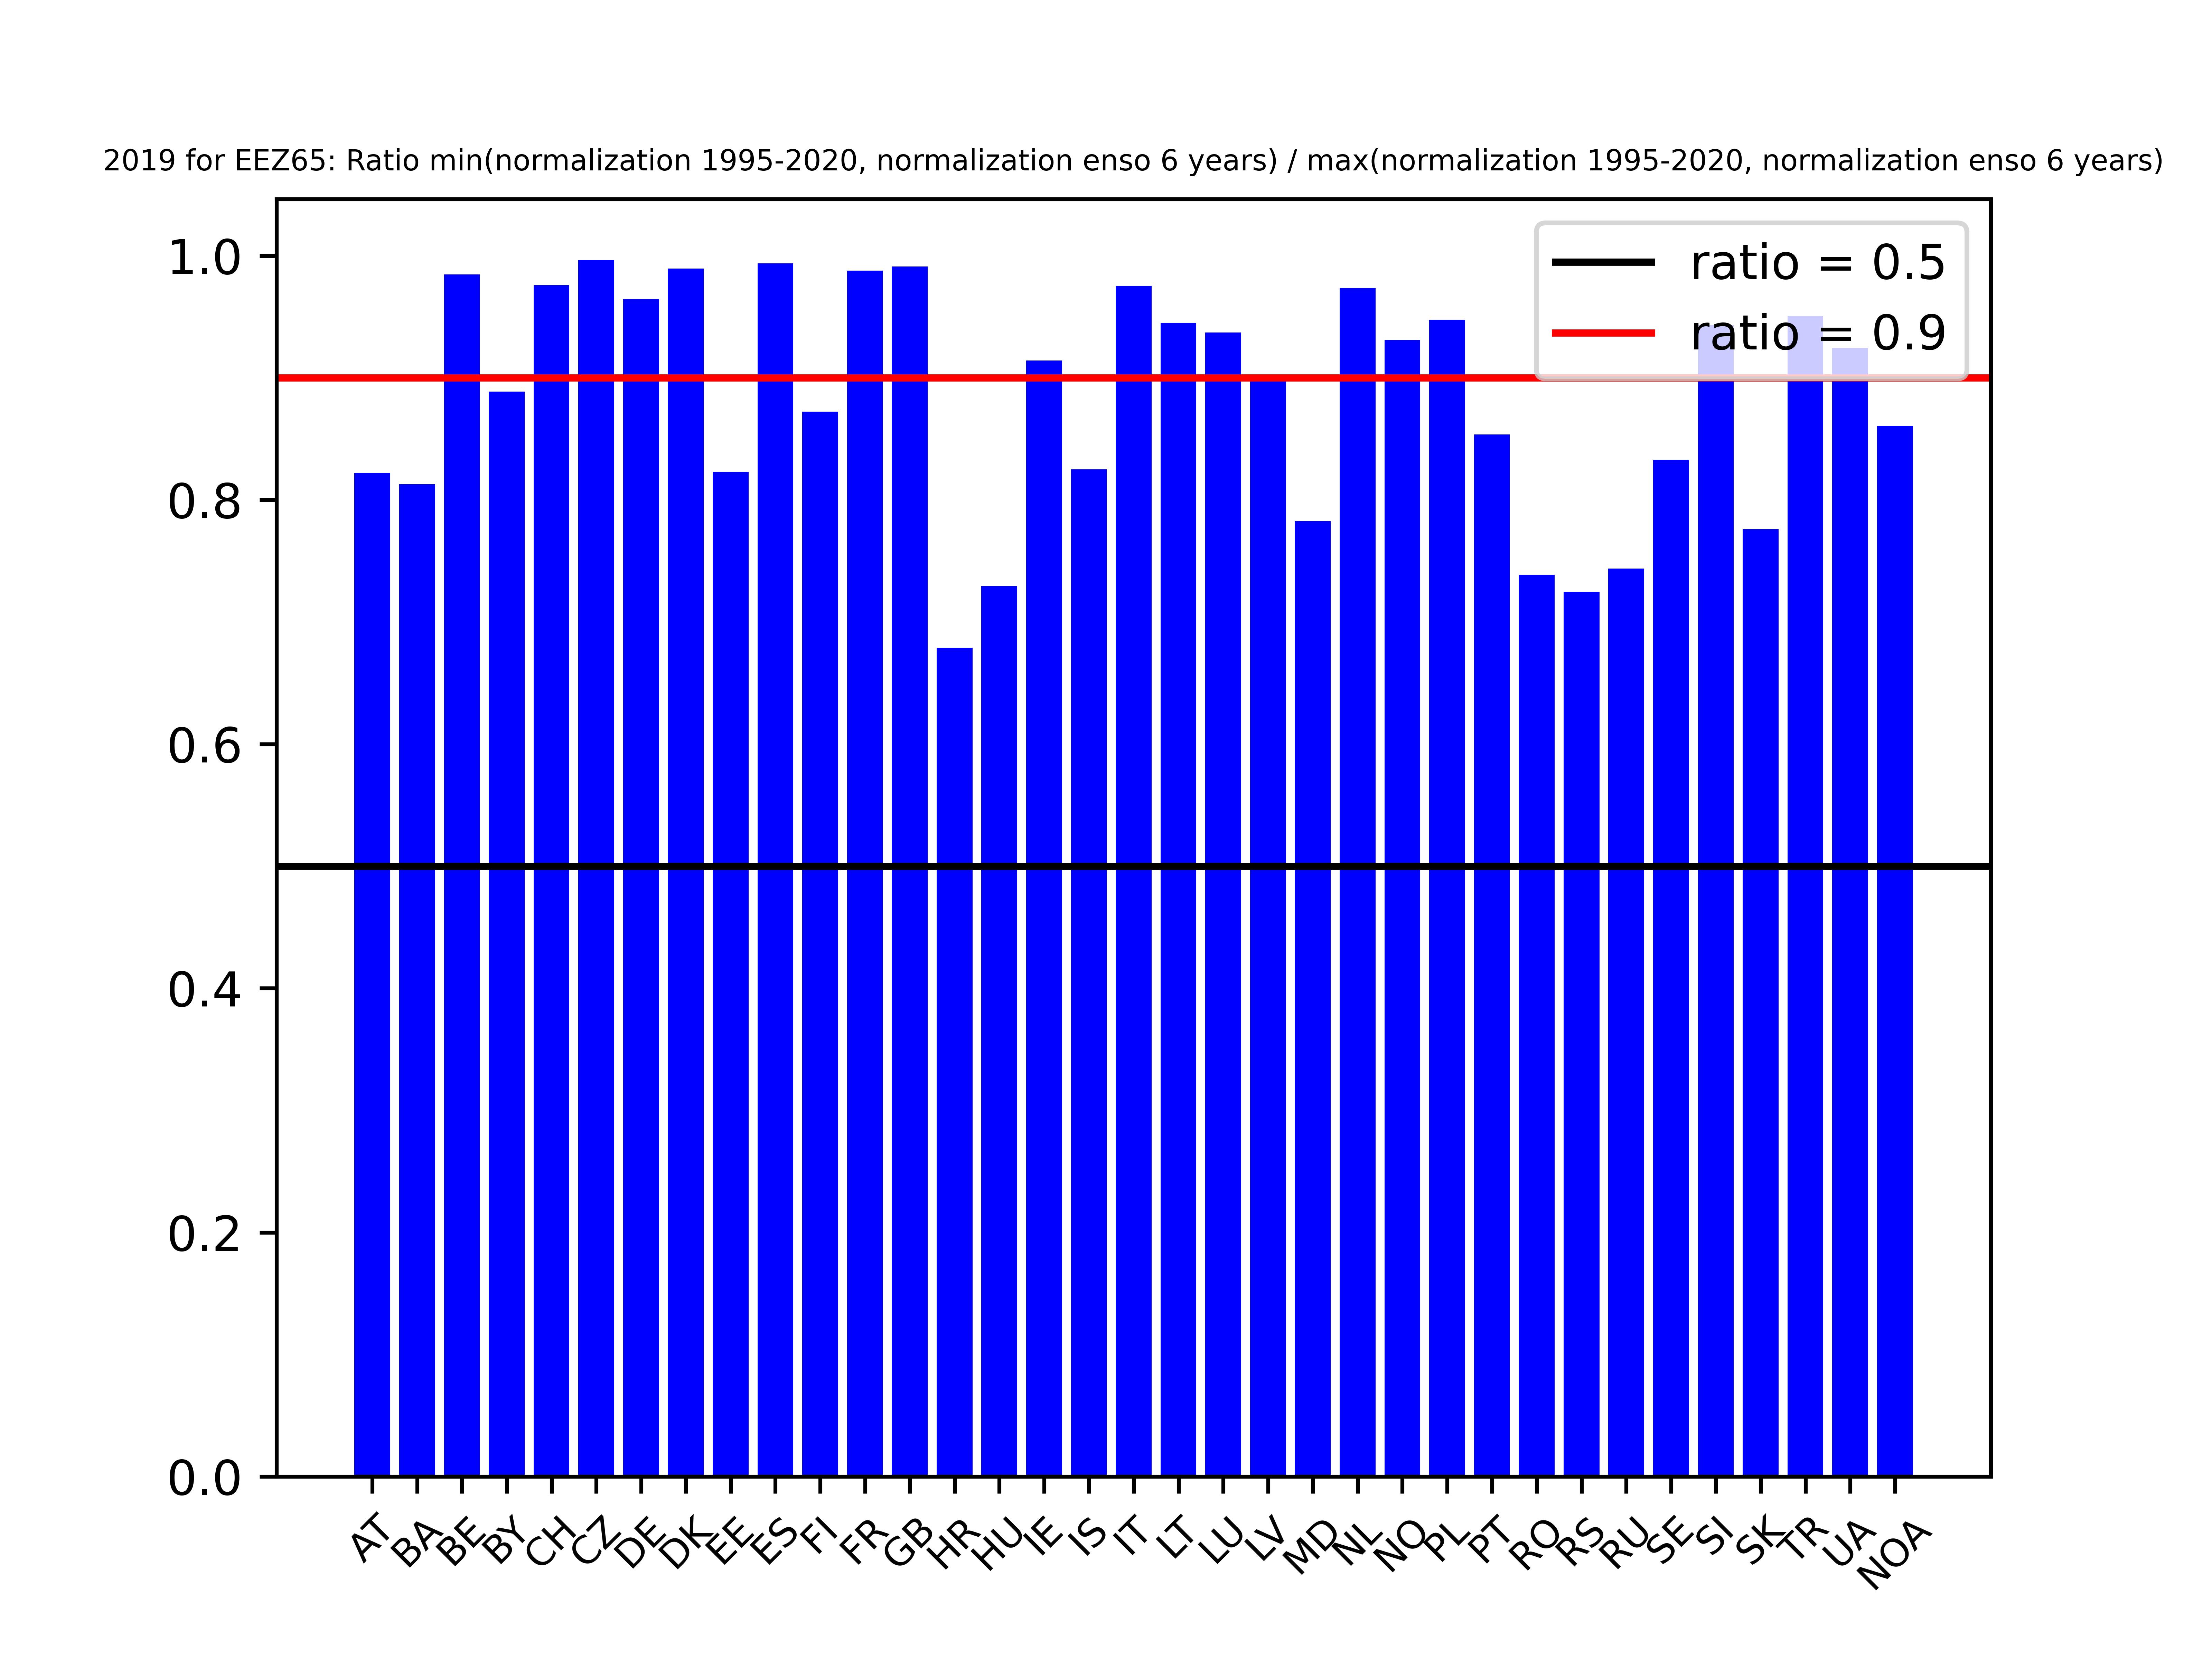 2019 for EEZ65: Ratio min(normalization 1995-2020, normalization enso 6 years) / max(normalization 1995-2020, normalization enso 6 years)
ratio = 0.5
ratio = 0.9
1.0
0.8
0.6
0.4
0.2
0.0
AT BA BE BY CH CZ DE DK EE ES FI FR GB HR HU IE IS IT LT LU LV MD NL NO PL PT RO RS RU SE SI SK TR UA NOA